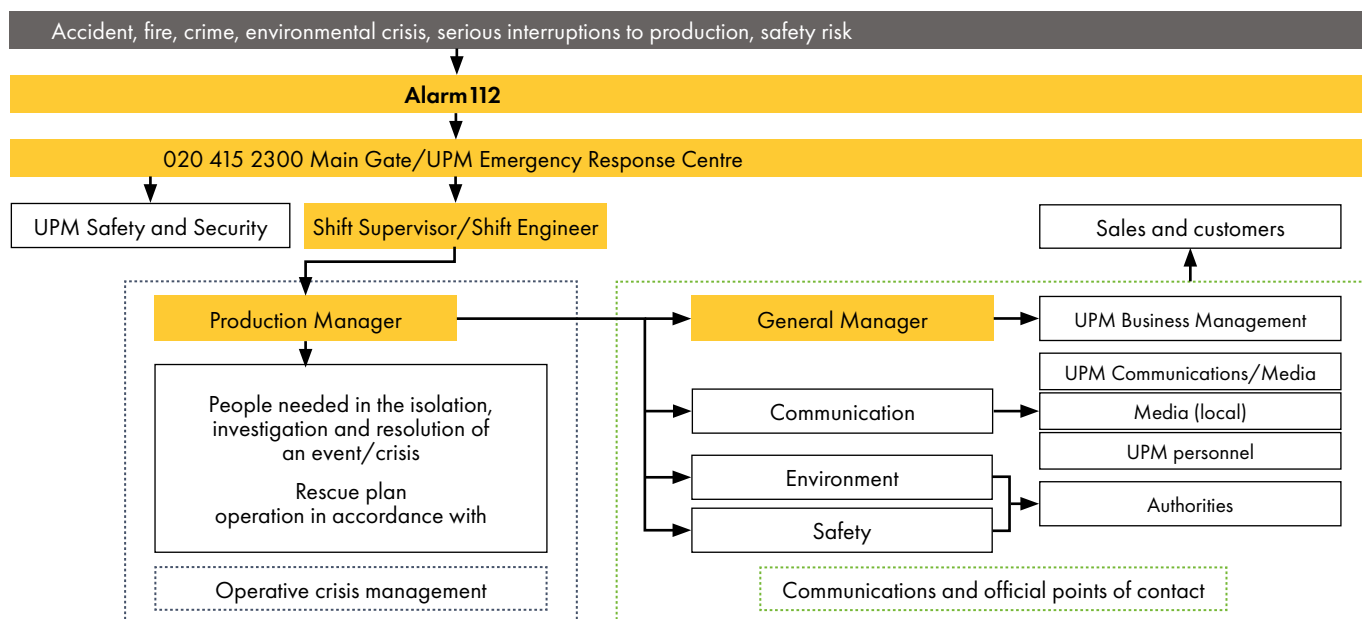 Accident, fire, crime, environmental crisis, serious interruptions to production, safety risk
Alarm112
020 415 2300 Main Gate/UPM Emergency Response Centre
UPM Safety and Security
Shift Supervisor/Shift Engineer
Sales and customers
Production Manager
General Manager
UPM Business Management
People needed in the isolation,
investigation and resolution of
an event/crisis
Rescue plan
operation in accordance with
UPM Communications/Media
Communication
Media (local)
UPM personnel
Environment
Authorities
Safety
Operative crisis management
Communications and official points of contact